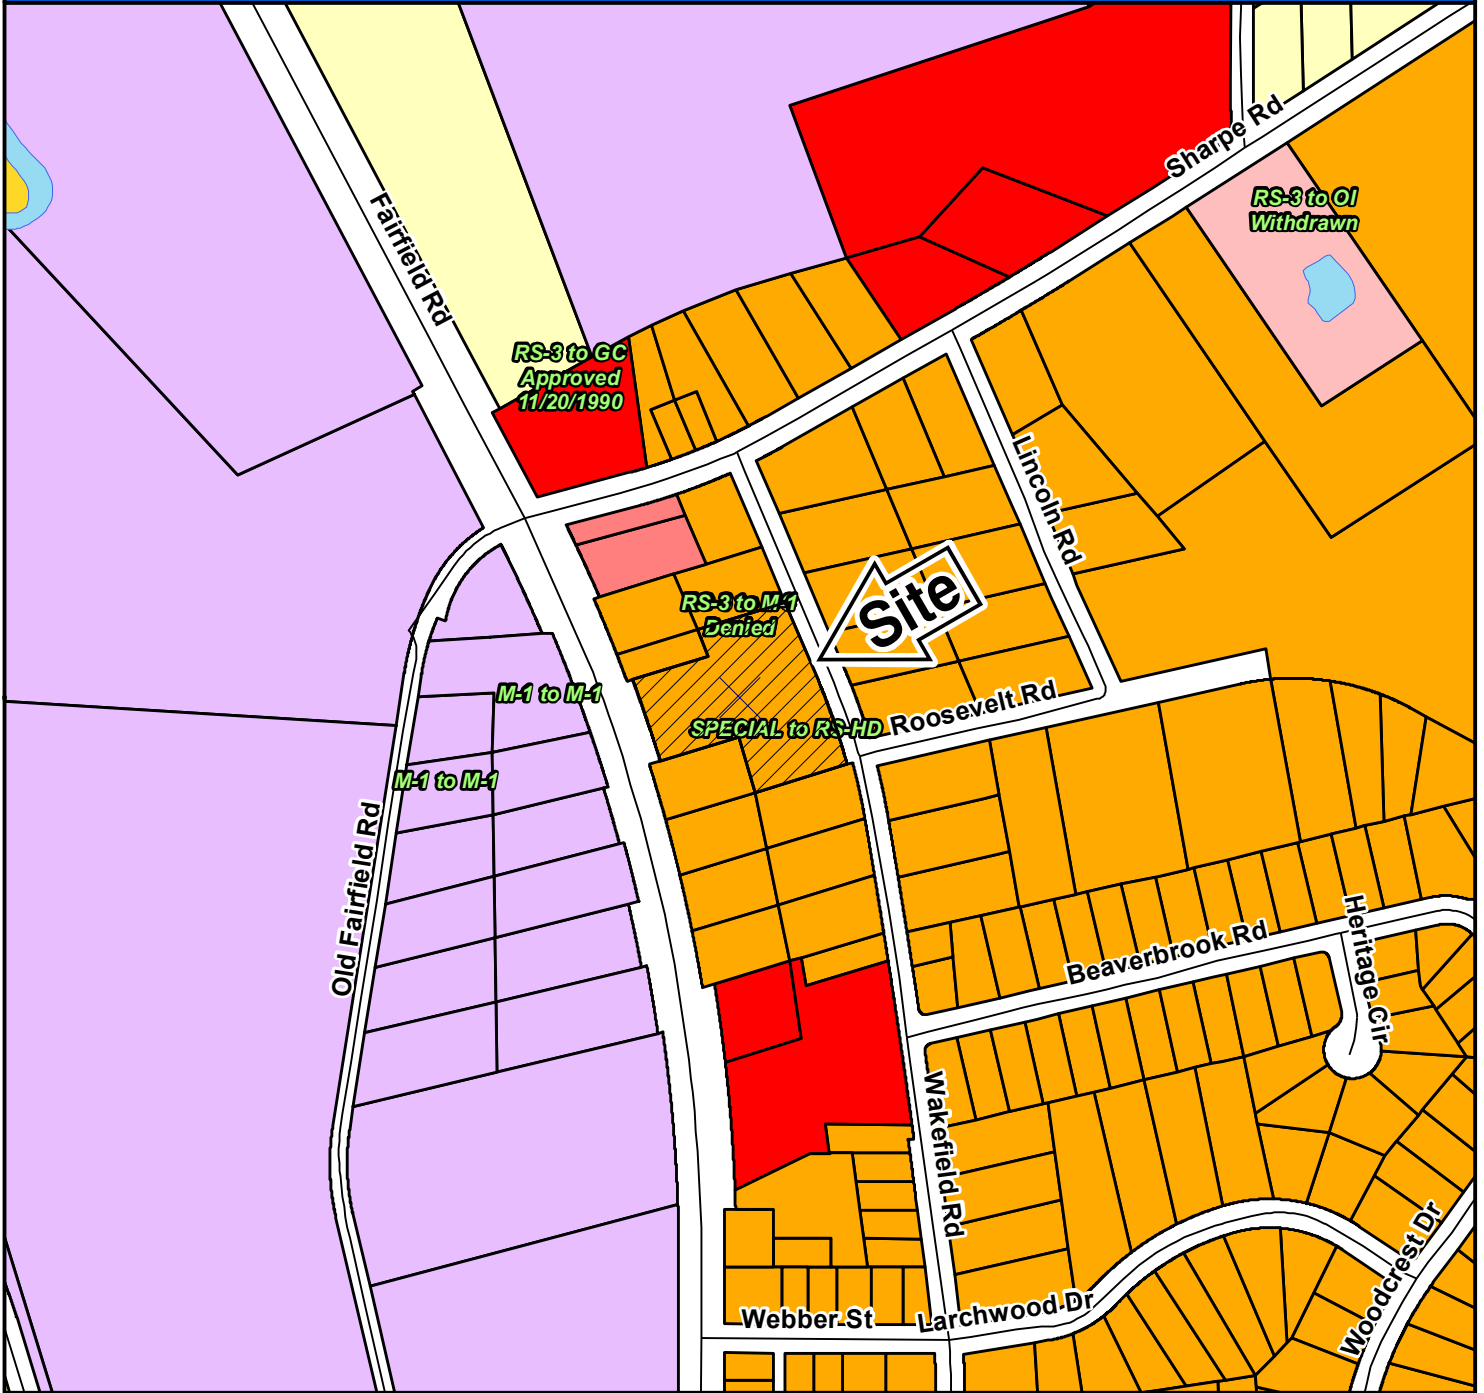 Sharpe Rd
RS-3 to OI
Withdrawn
Fairfield Rd
RS-3 to GC
Approved
11/20/1990
Lincoln Rd
RS-3 to M-1
Denied
Site
M-1 to M-1
Roosevelt Rd
SPECIAL to RS-HD
M-1 to M-1
Old Fairfield Rd
Heritage Cir
Beaverbrook Rd
Wakefield Rd
Woodcrest Dr
Webber St
Larchwood Dr